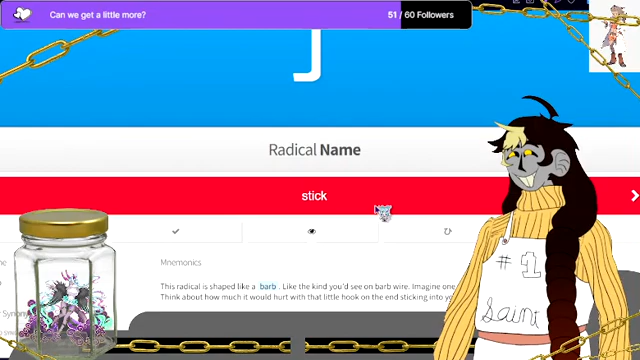 Can we get a little more?
51 / 60 Followers
Radical Name
stick
Mnemonics
This radical is shaped like a barb. Like the kind you'd see on barb wire. Imagine one
Think about how much it would hurt with that little hook on the end sticking into yo
#1
Saint